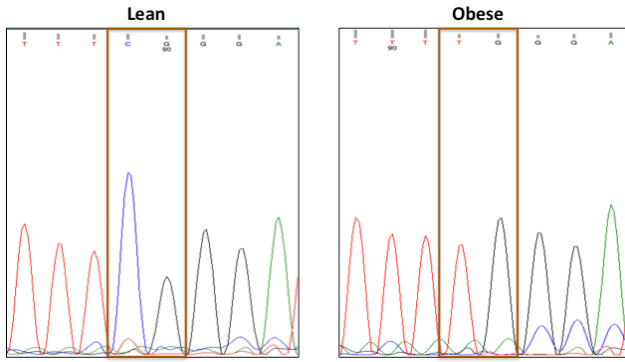 Lean
T T T C G G G A
90
Obese
T T T T G G G A
90